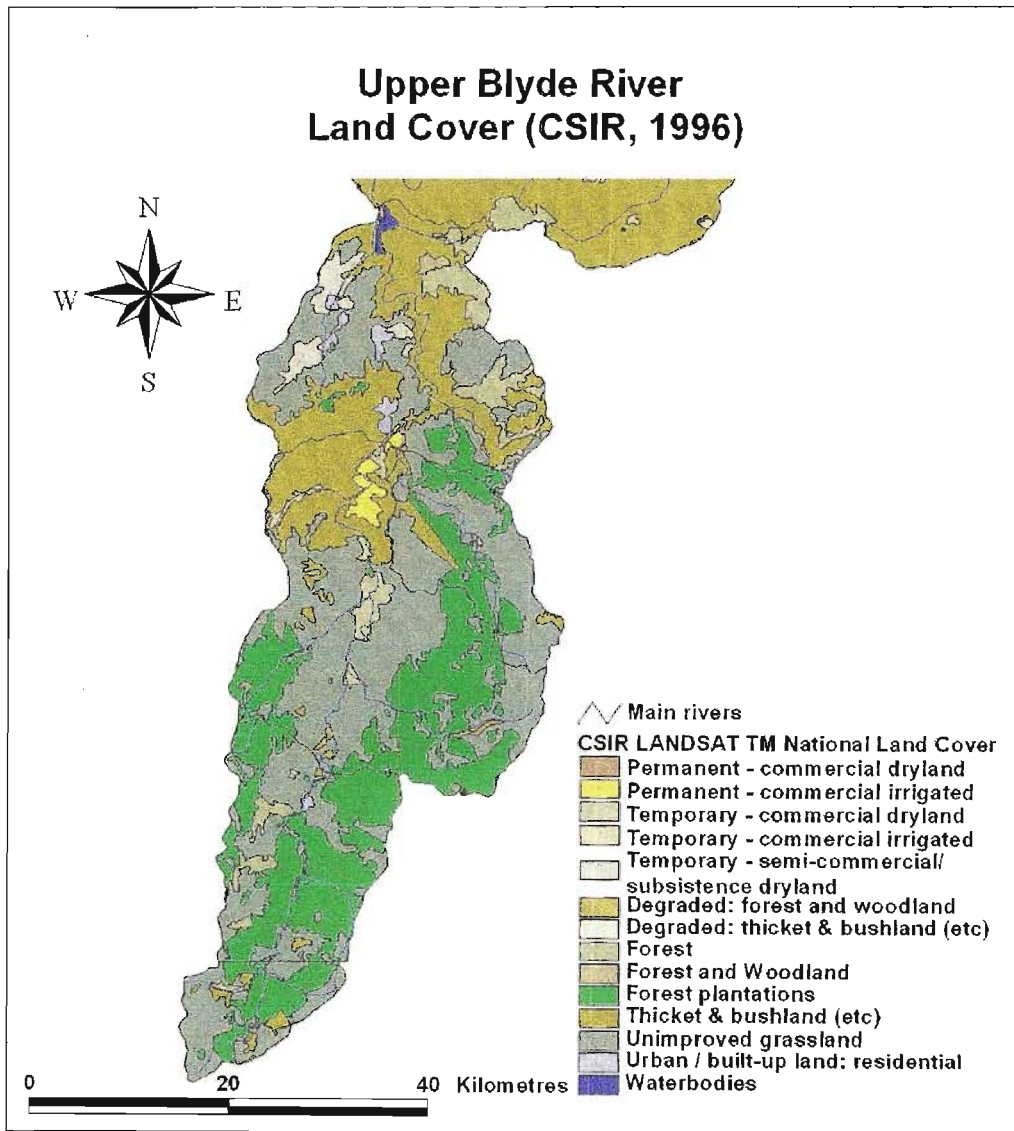 Upper Blyde River
Land Cover (CSIR, 1996)
N
W
E
S
Main rivers
CSIR LANDSAT TM National Land Cover
Permanent - commercial dryland
Permanent - commercial irrigated
Temporary - commercial dryland
Temporary - commercial irrigated
Temporary - semi-commercial/
subsistence dryland
Degraded: forest and woodland
Degraded: thicket & bushland (etc)
Forest
Forest and Woodland
Forest plantations
Thicket & bushland (etc)
Unimproved grassland
Urban / built-up land: residential
Waterbodies
0 20 40 Kilometres